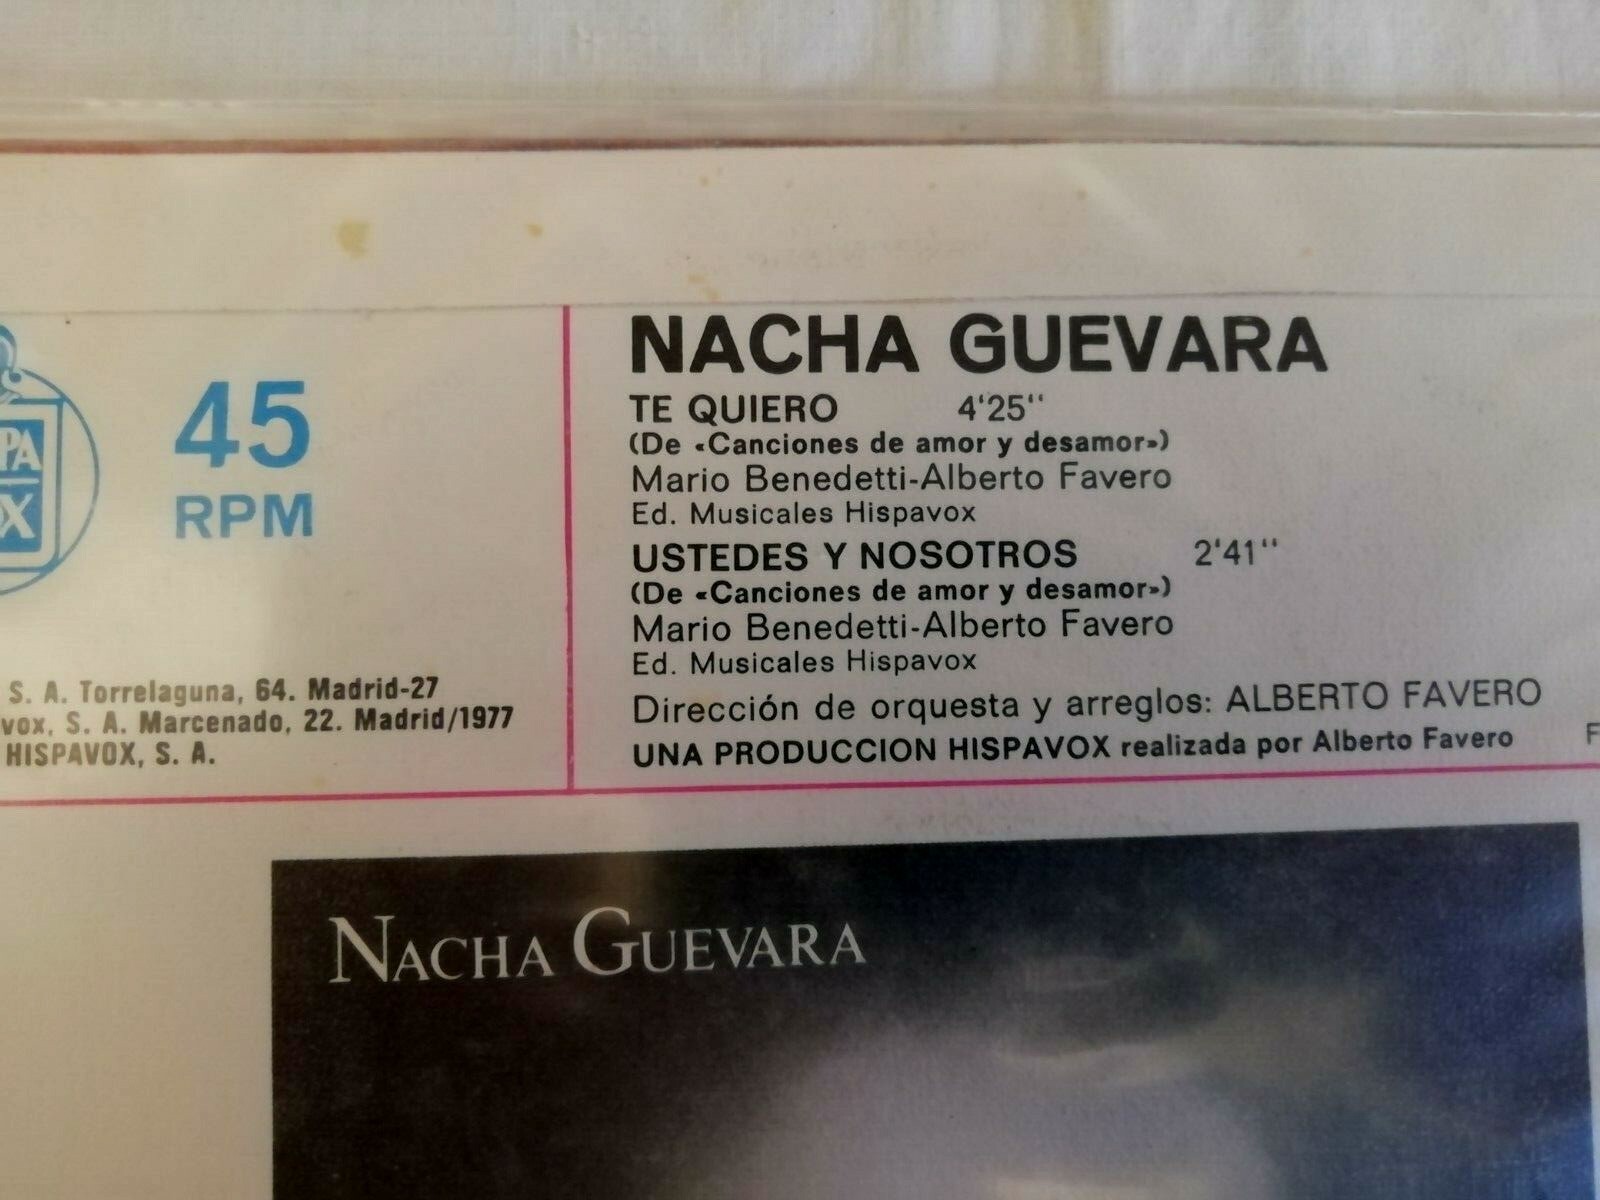 PA
X
45
RPM
S. A. Torrelaguna, 64. Madrid-27
vox, S. A. Marcenado, 22. Madrid/1977
HISPAVOX, S. A.
NACHA GUEVARA
TE QUIERO 4'25''
(De «Canciones de amor y desamor»)
Mario Benedetti-Alberto Favero
Ed. Musicales Hispavox
USTEDES Y NOSOTROS 2'41''
(De «Canciones de amor y desamor»)
Mario Benedetti-Alberto Favero
Ed. Musicales Hispavox
Dirección de orquesta y arreglos: ALBERTO FAVERO
UNA PRODUCCION HISPAVOX realizada por Alberto Favero
F
NACHA GUEVARA